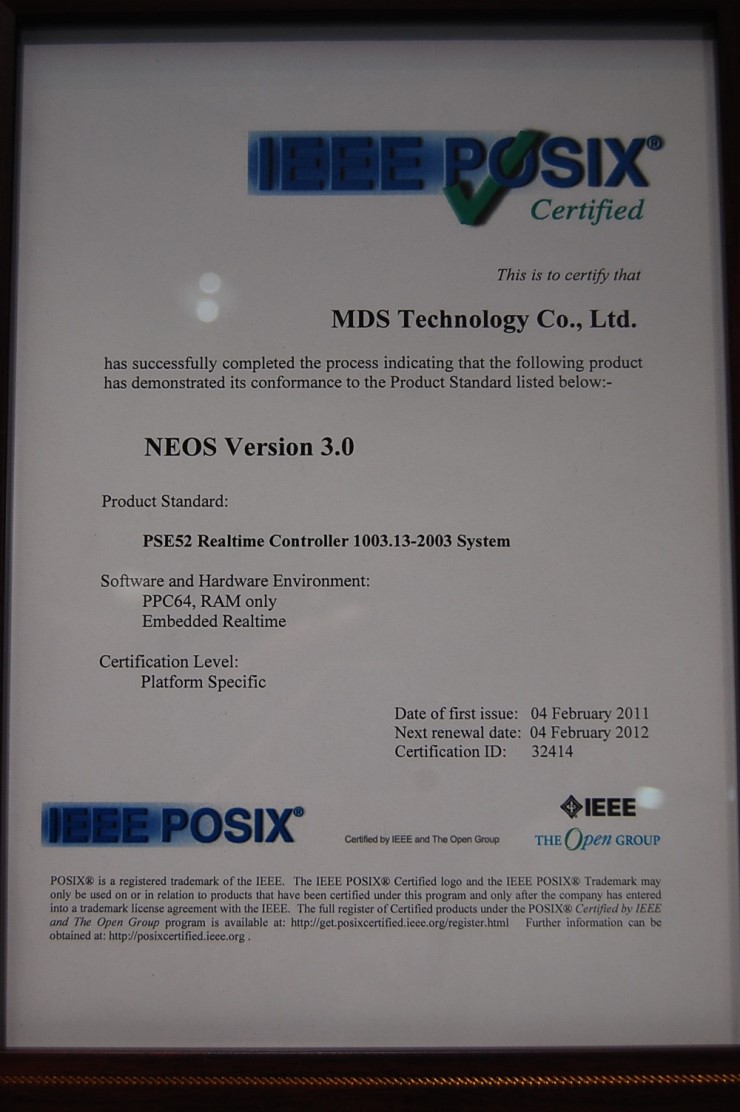 IEEE POSIX®
Certified
This is to certify that
MDS Technology Co., Ltd.
has successfully completed the process indicating that the following product
has demonstrated its conformance to the Product Standard listed below:-
NEOS Version 3.0
Product Standard:
PSE52 Realtime Controller 1003.13-2003 System
Software and Hardware Environment:
PPC64, RAM only
Embedded Realtime
Certification Level:
Platform Specific
Date of first issue: 04 February 2011
Next renewal date: 04 February 2012
Certification ID: 32414
IEEE POSIX®
Certified by IEEE and The Open Group
IEEE
THE Open GROUP
POSIX® is a registered trademark of the IEEE. The IEEE POSIX® Certified logo and the IEEE POSIX® Trademark may
only be used on or in relation to products that have been certified under this program and only after the company has entered
into a trademark license agreement with the IEEE. The full register of Certified products under the POSIX® Certified by IEEE
and The Open Group program is available at: http://get.posixcertified.ieee.org/register.html Further information can be
obtained at: http://posixcertified.ieee.org .